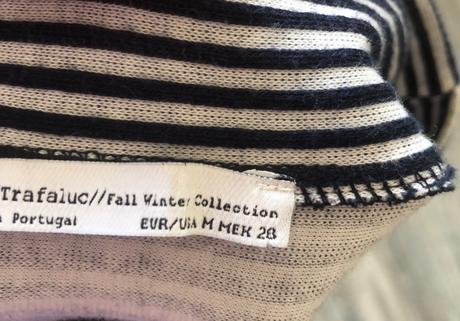 Trafaluc//Fall Winter Collection
Portugal EUR/USA M MEX 28